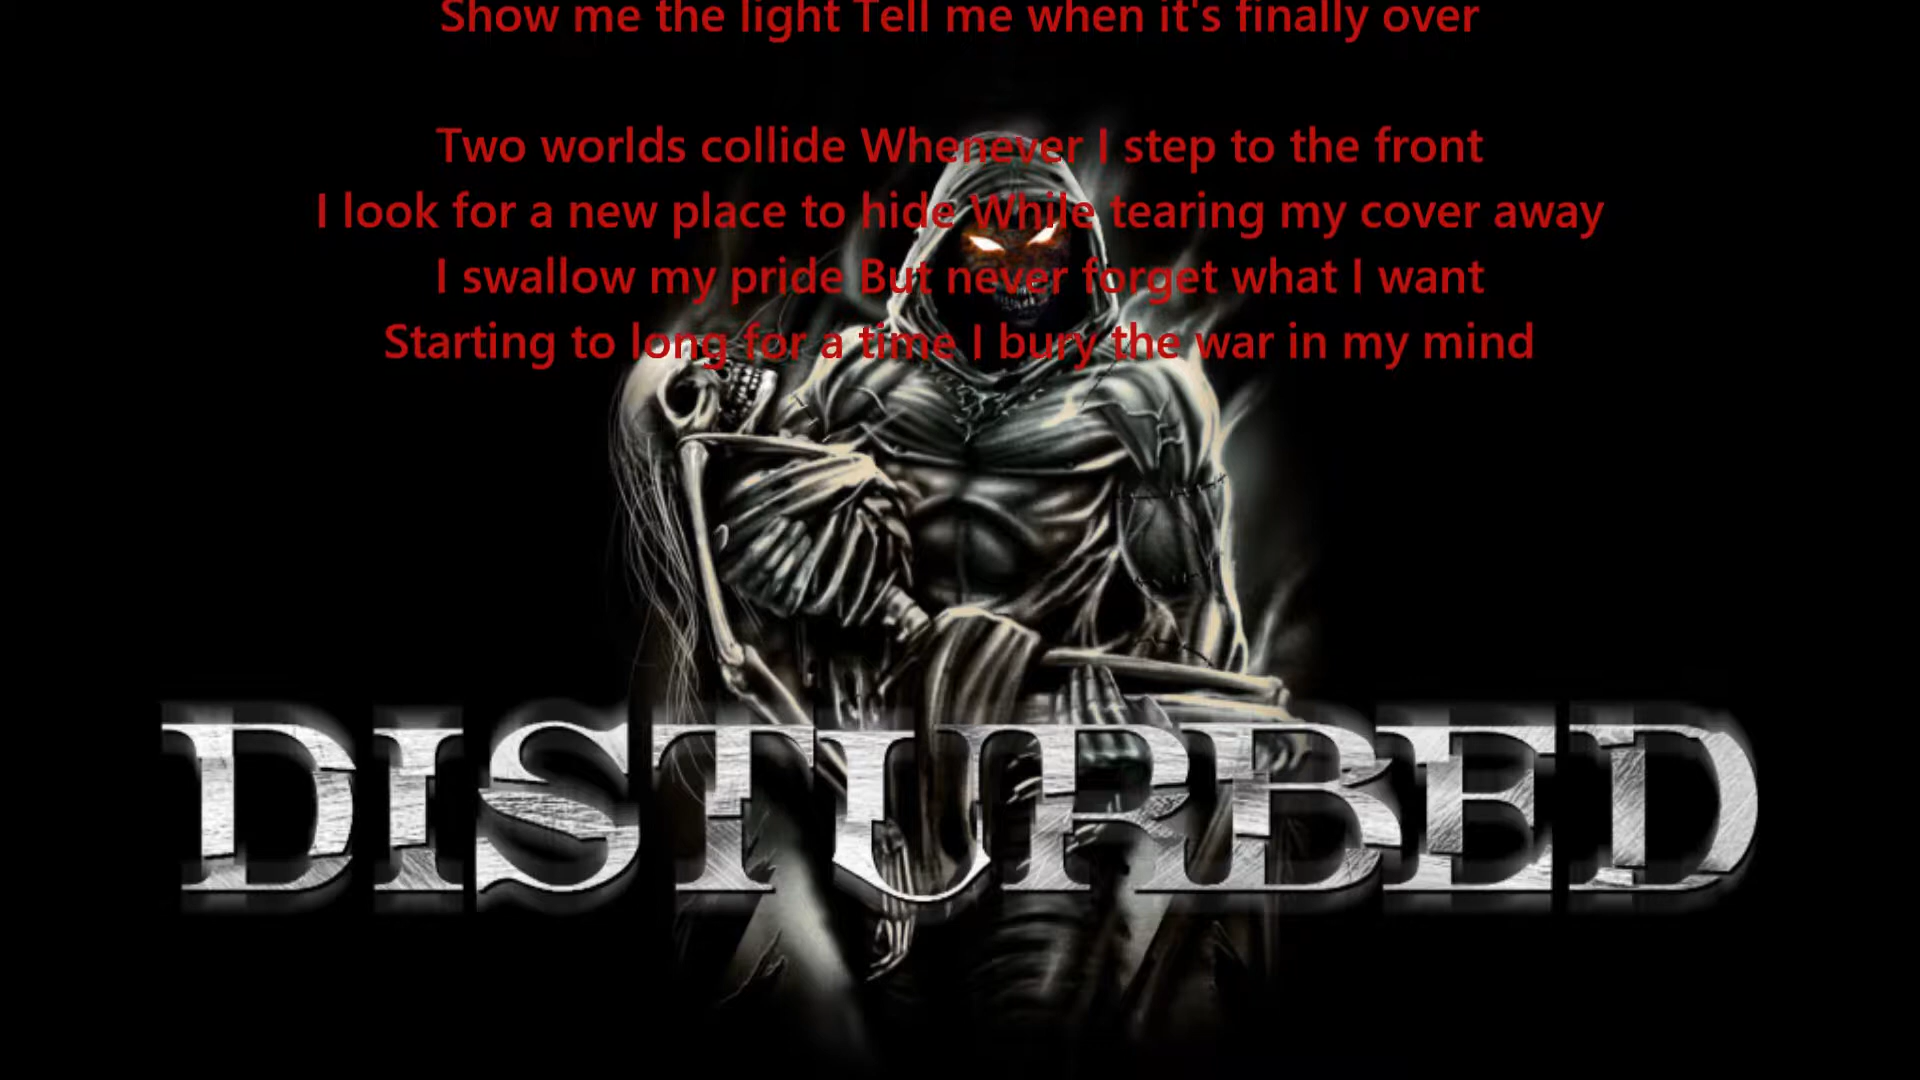 Show me the light Tell me when it's finally over
Two worlds collide Whenever I step to the front
I look for a new place to hide While tearing my cover away
I swallow my pride But never forget what I want
Starting to long for a time I bury the war in my mind
DISTURBED